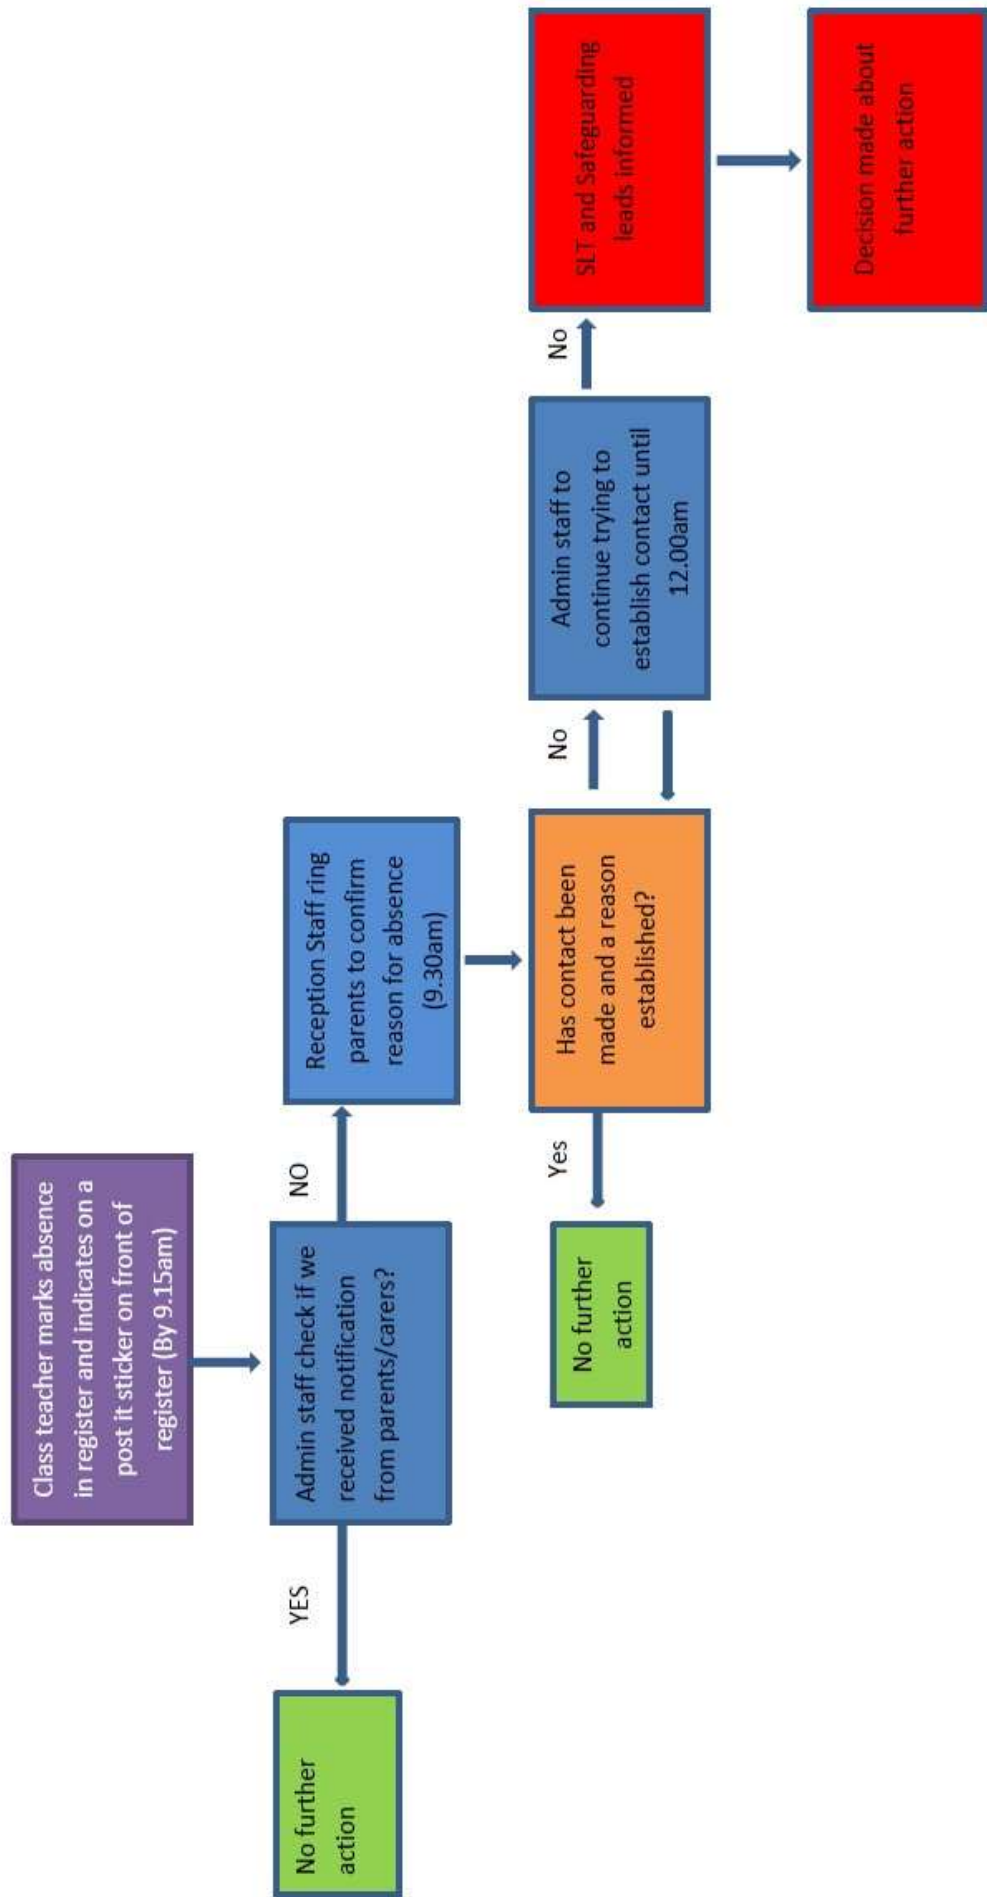 Class teacher marks absence
in register and indicates on a
post it sticker on front of
register (By 9.15am)
Admin staff check if we
received notification
from parents/carers?
YES
No further
action
NO
Reception Staff ring
parents to confirm
reason for absence
(9.30am)
Has contact been
made and a reason
established?
Yes
No further
action
No
Admin staff to
continue trying to
establish contact until
12.00am
No
SLT and Safeguarding
leads informed
Decision made about
further action